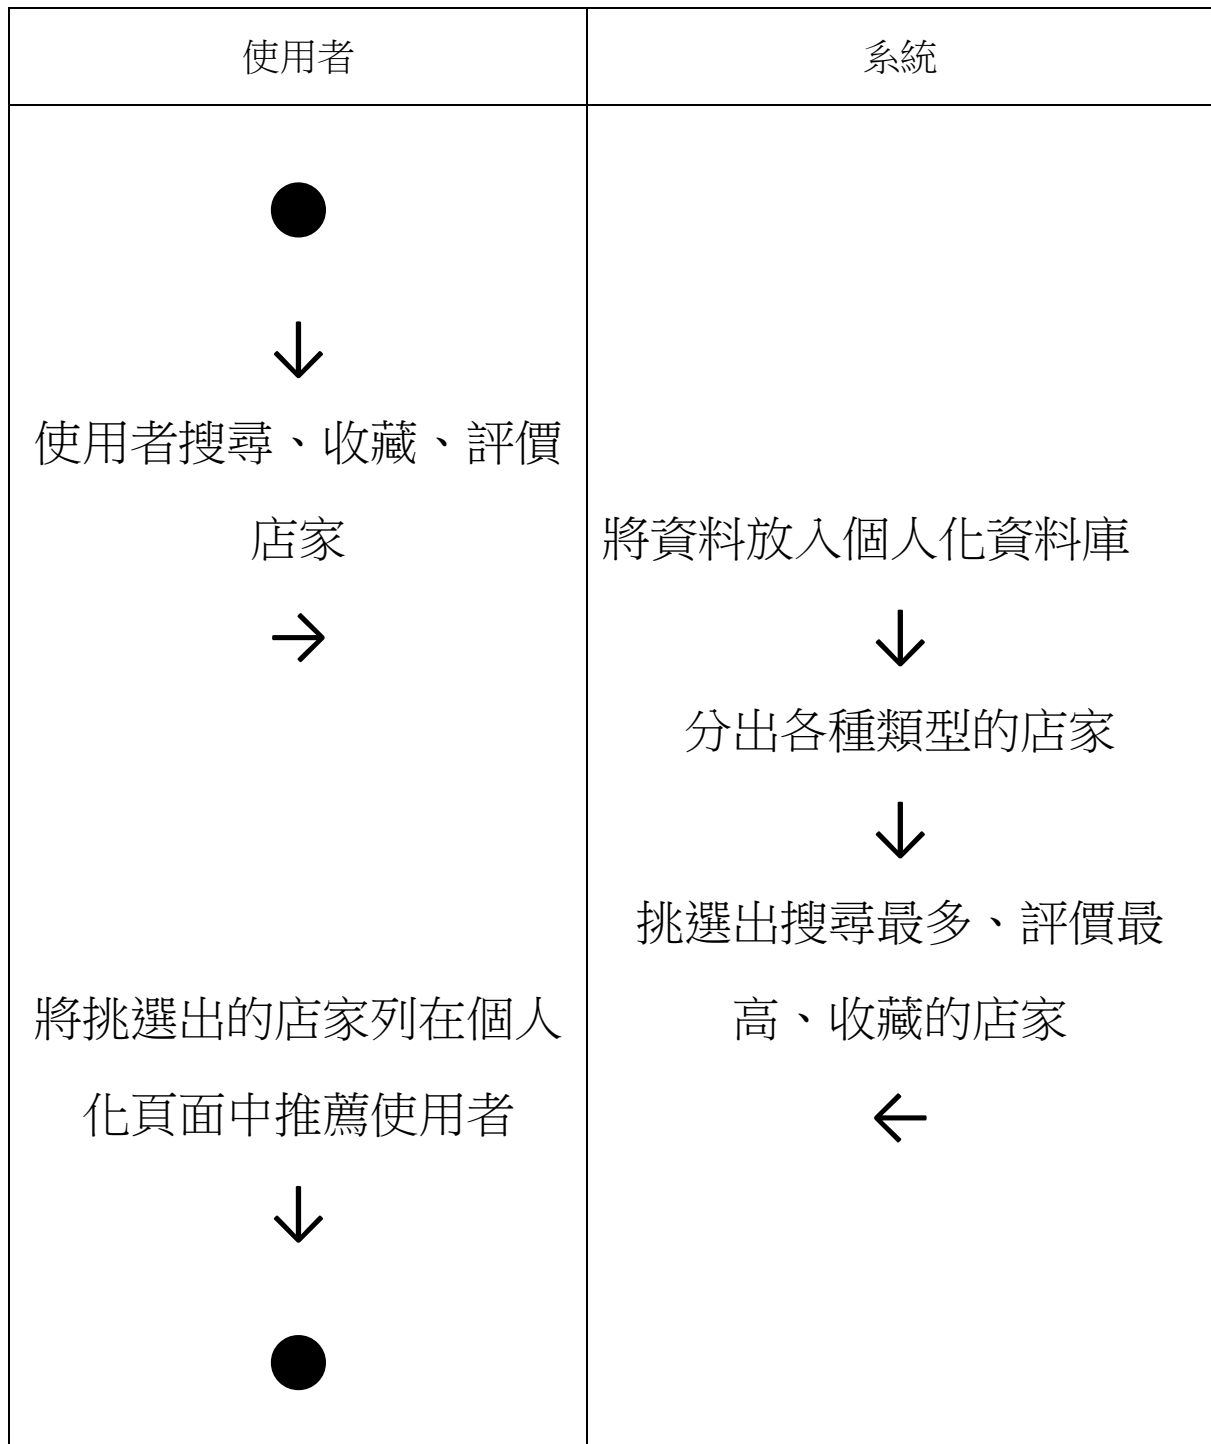 使用者
系統
●
↓
使用者搜尋、收藏、評價
店家
→
將資料放入個人化資料庫
↓
分出各種類型的店家
↓
挑選出搜尋最多、評價最
高、收藏的店家
←
將挑選出的店家列在個人
化頁面中推薦使用者
↓
●